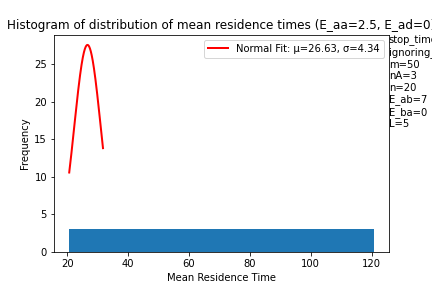 Histogram of distribution of mean residence times (E_aa=2.5, E_ad=0)
Normal Fit: μ=26.63, σ=4.34
stop_time
ignoring_
m=50
nA=3
n=20
E_ab=7
E_ba=0
L=5
Frequency
25
20
15
10
5
0
20 40 60 80 100 120
Mean Residence Time